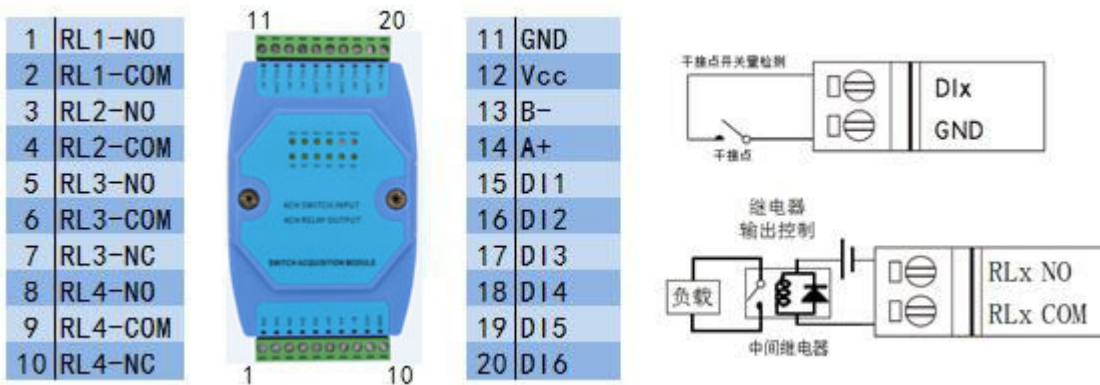 1 RL1-NO
2 RL1-COM
3 RL2-NO
4 RL2-COM
5 RL3-NO
6 RL3-COM
7 RL3-NC
8 RL4-NO
9 RL4-COM
10 RL4-NC
11 20
4CH SWITCH INPUT
4CH RELAY OUTPUT
SWITCH ACQUISITION MODULE
1 10
11 GND
12 Vcc
13 B-
14 A+
15 DI1
16 DI2
17 DI3
18 DI4
19 DI5
20 DI6
干接点开关量检测
干接点
DIx
GND
继电器
输出控制
负载
中间继电器
RLx NO
RLx COM